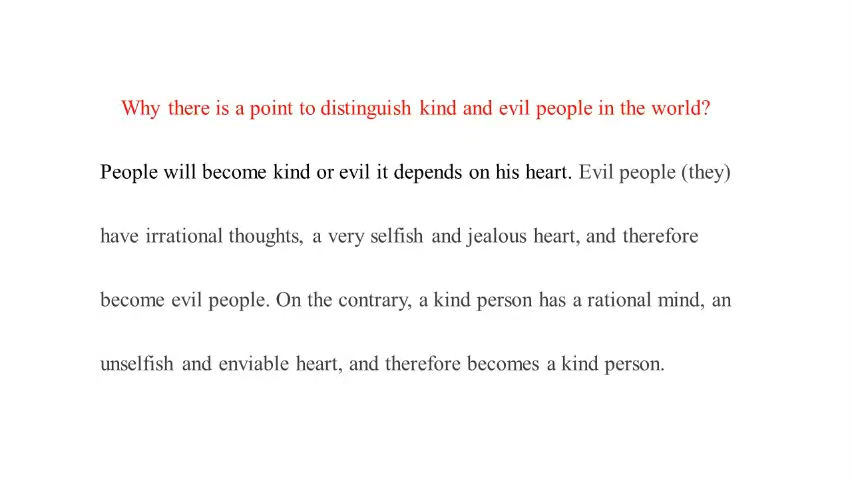 Why there is a point to distinguish kind and evil people in the world?
People will become kind or evil it depends on his heart. Evil people (they)
have irrational thoughts, a very selfish and jealous heart, and therefore
become evil people. On the contrary, a kind person has a rational mind, an
unselfish and enviable heart, and therefore becomes a kind person.